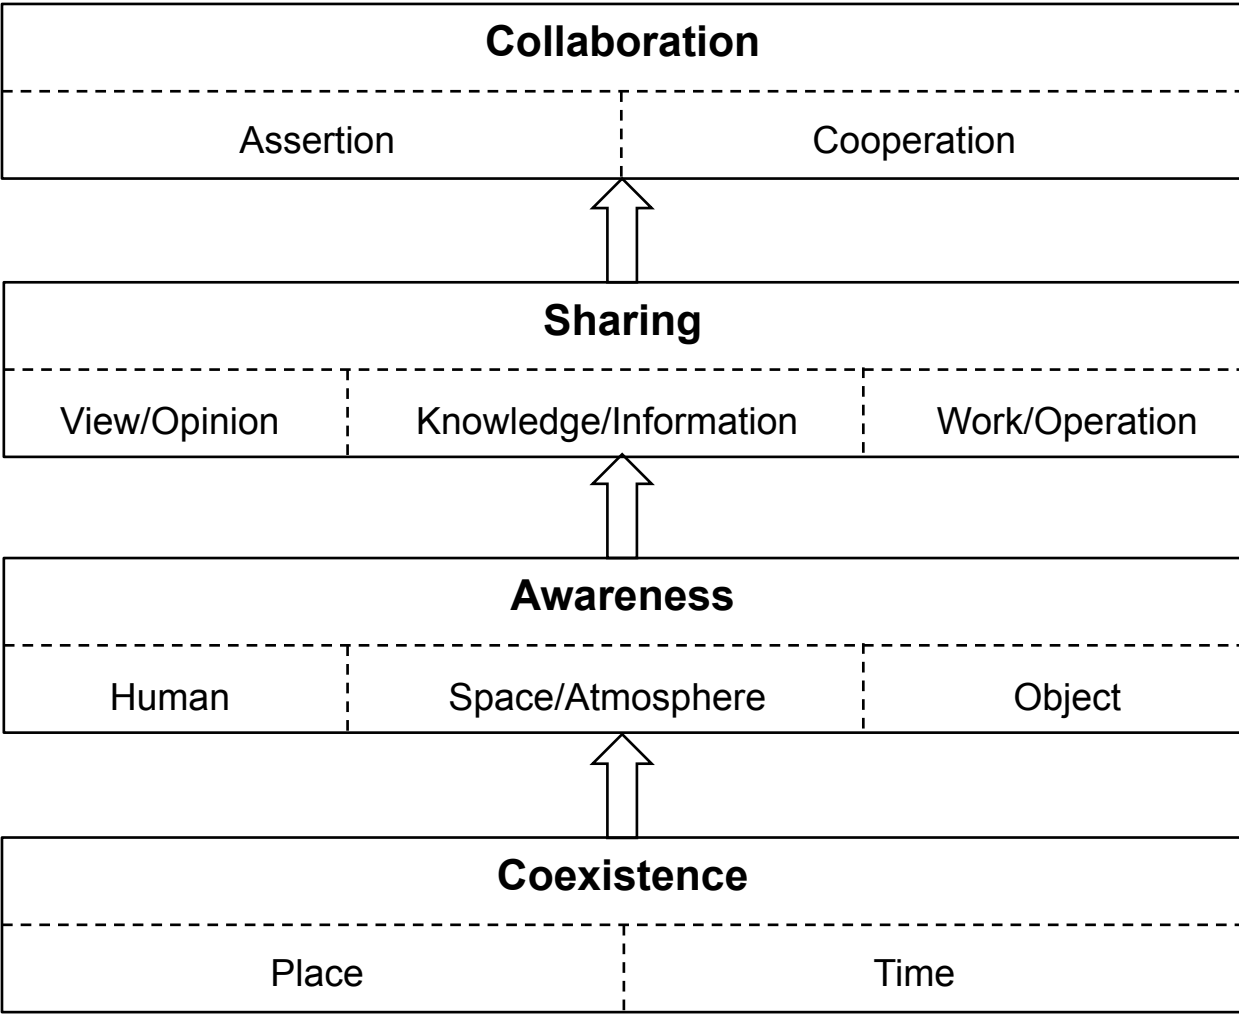 Collaboration
Assertion Cooperation
Sharing
View/Opinion Knowledge/Information Work/Operation
Awareness
Human Space/Atmosphere Object
Coexistence
Place Time